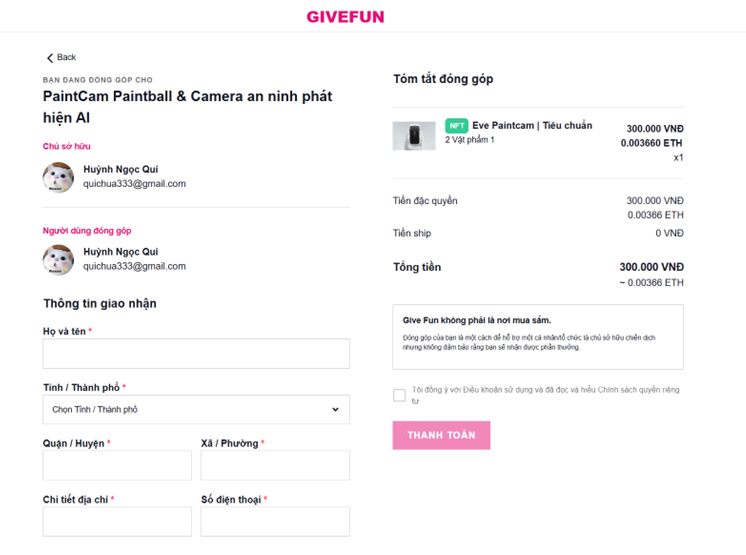 GIVEFUN
Back
BẠN ĐANG ĐÓNG GÓP CHO
PaintCam Paintball & Camera an ninh phát
hiện AI
Chủ sở hữu
Huỳnh Ngọc Qui
quichua333@gmail.com
Người dùng đóng góp
Huỳnh Ngọc Qui
quichua333@gmail.com
Thông tin giao nhận
Họ và tên *
Tỉnh / Thành phố *
Chọn Tỉnh / Thành phố
Quận / Huyện *
Xã / Phường *
Chi tiết địa chỉ *
Số điện thoại *
Tóm tắt đóng góp
NFT Eve Paintcam | Tiêu chuẩn
2 Vật phẩm 1
300.000 VNĐ
0.003660 ETH
x1
Tiền đặc quyền
300.000 VNĐ
0.00366 ETH
Tiền ship
0 VNĐ
Tổng tiền
300.000 VNĐ
~ 0.00366 ETH
Give Fun không phải là nơi mua sắm.
Đóng góp của bạn là một cách để hỗ trợ một cá nhân/tổ chức là chủ sở hữu chiến dịch
nhưng không đảm bảo rằng bạn sẽ nhận được phần thưởng.
Tôi đồng ý với Điều khoản sử dụng và đã đọc và hiểu Chính sách quyền riêng
tư
THANH TOÁN